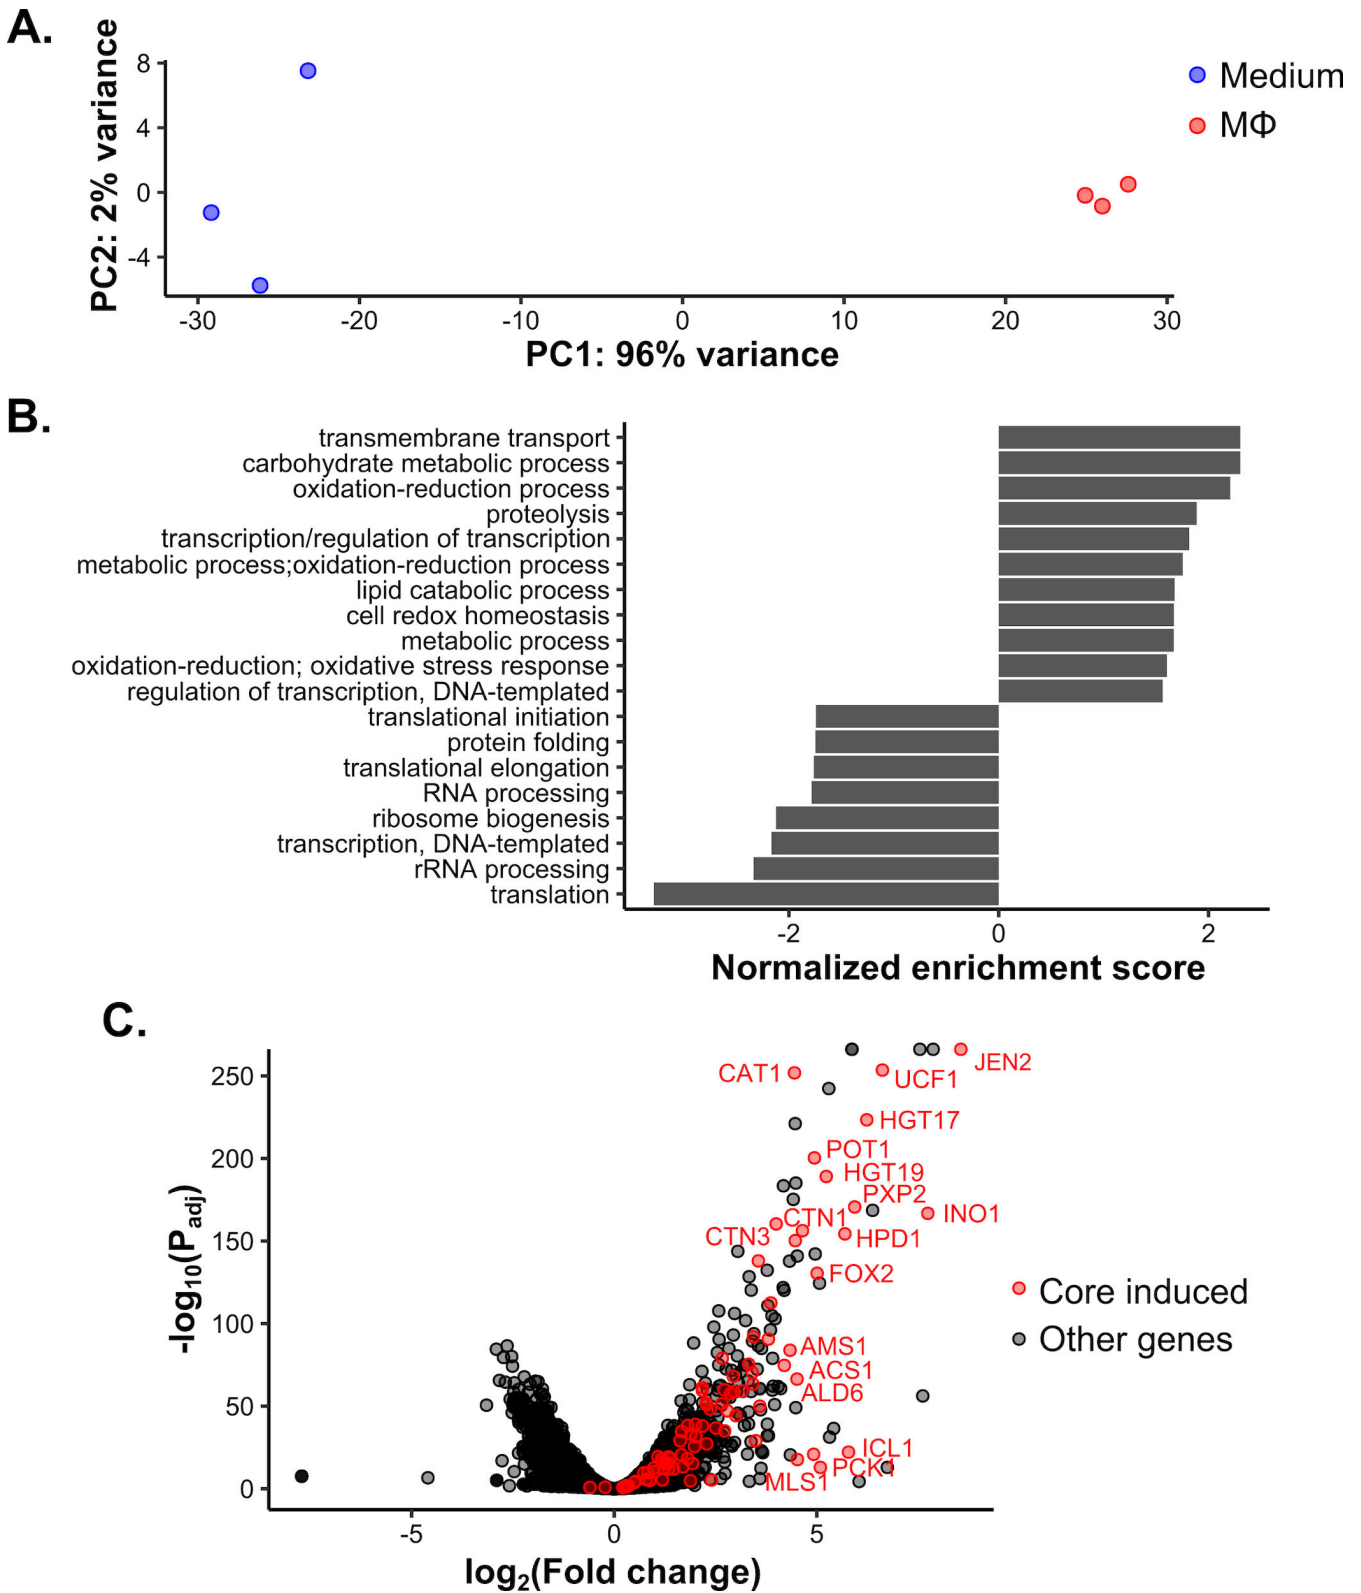 A.
PC2: 2% variance
8
4
0
-4
-30
-20
-10
0
10
20
30
PC1: 96% variance
Medium
MΦ
B.
transmembrane transport
carbohydrate metabolic process
oxidation-reduction process
proteolysis
transcription/regulation of transcription
metabolic process;oxidation-reduction process
lipid catabolic process
cell redox homeostasis
metabolic process
oxidation-reduction; oxidative stress response
regulation of transcription, DNA-templated
translational initiation
protein folding
translational elongation
RNA processing
ribosome biogenesis
transcription, DNA-templated
rRNA processing
translation
-2
0
2
Normalized enrichment score
C.
-log10(Padj)
250
200
150
100
50
0
-5
0
5
log2(Fold change)
CAT1
UCF1
JEN2
HGT17
POT1
HGT19
PXP2
INO1
CTN1
CTN3
HPD1
FOX2
AMS1
ACS1
ALD6
ICL1
PCK1
MLS1
Core induced
Other genes